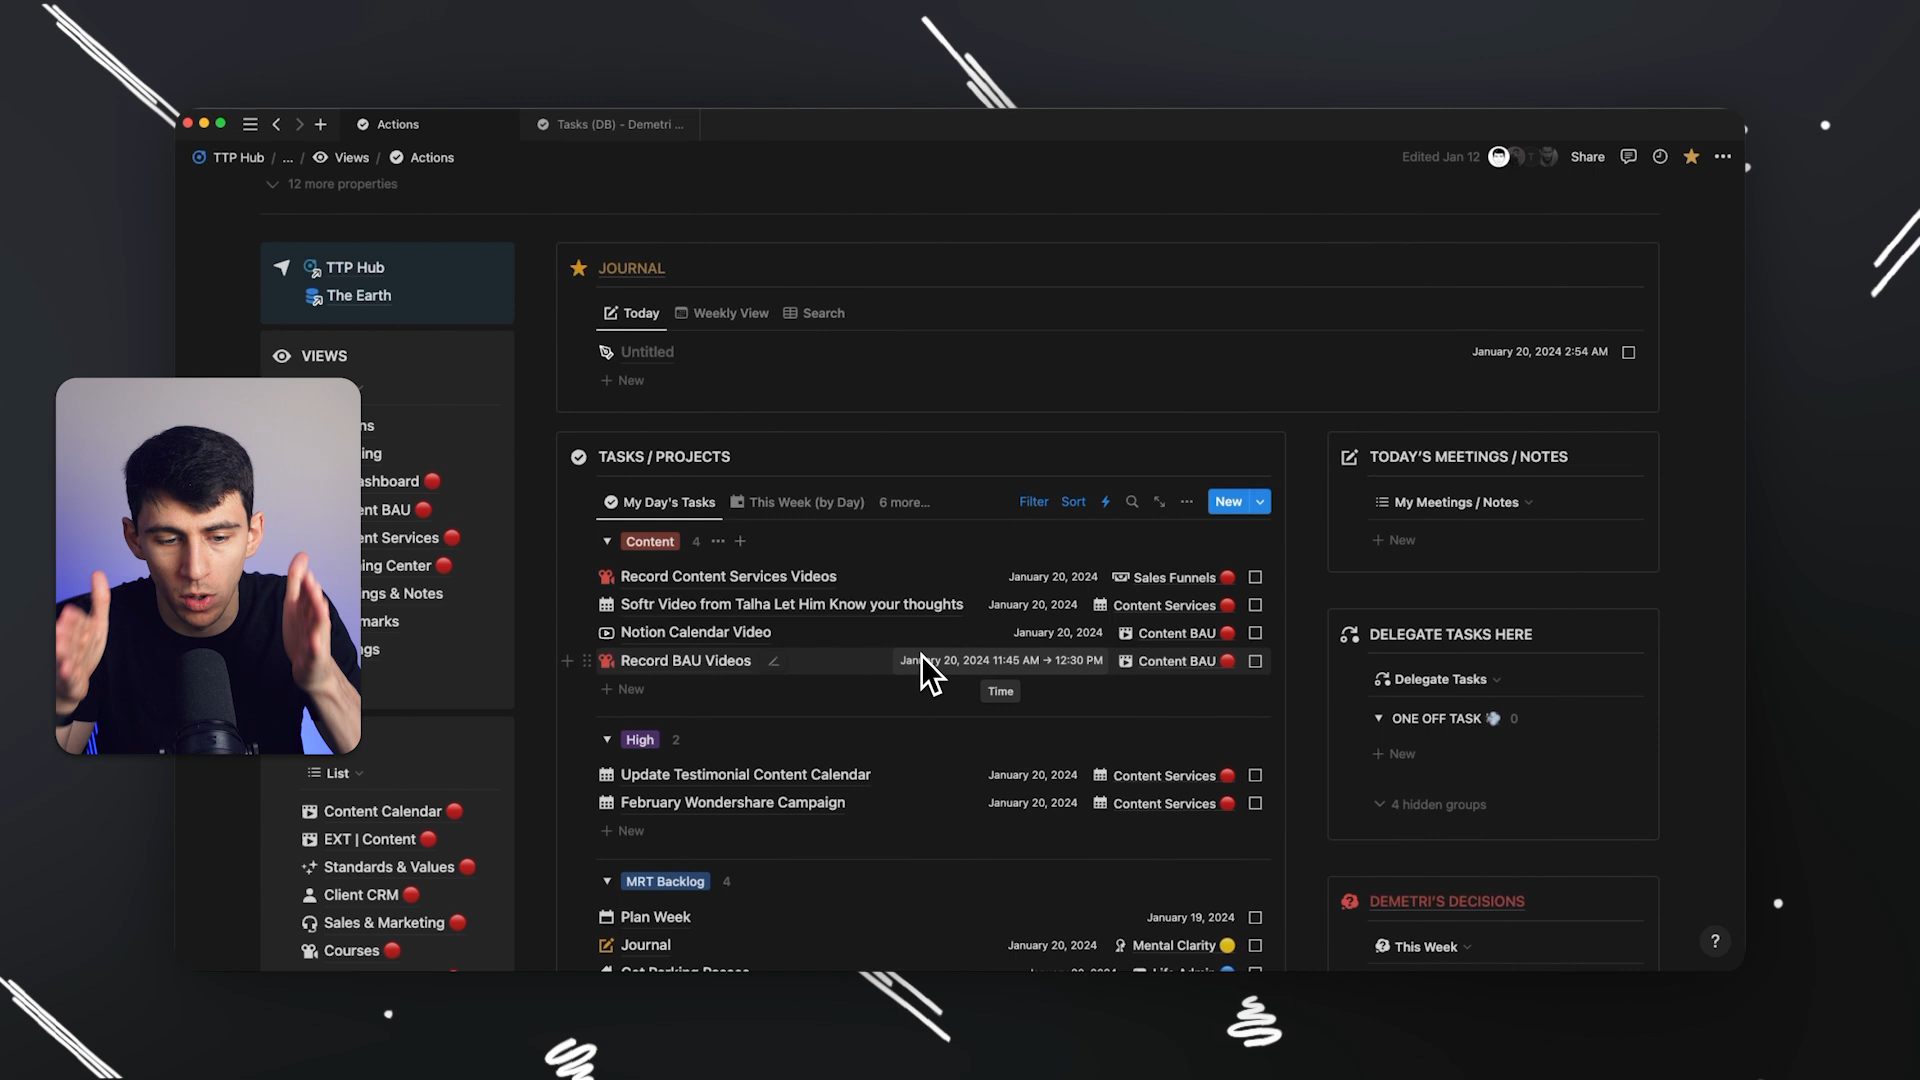 Actions
Tasks (DB) - Demetri ...
TTP Hub / ... / Views / Actions
Edited Jan 12
Share
12 more properties
TTP Hub
The Earth
VIEWS
ns
ing
ashboard
ent BAU
ent Services
ing Center
ngs & Notes
marks
gs
List
Content Calendar
EXT | Content
Standards & Values
Client CRM
Sales & Marketing
Courses
JOURNAL
Today Weekly View Search
Untitled January 20, 2024 2:54 AM
+ New
TASKS / PROJECTS
My Day's Tasks This Week (by Day) 6 more... Filter Sort New
Content 4
Record Content Services Videos January 20, 2024 Sales Funnels
Softr Video from Talha Let Him Know your thoughts January 20, 2024 Content Services
Notion Calendar Video January 20, 2024 Content BAU
Record BAU Videos January 20, 2024 11:45 AM → 12:30 PM Content BAU
+ New
Time
High 2
Update Testimonial Content Calendar January 20, 2024 Content Services
February Wondershare Campaign January 20, 2024 Content Services
+ New
MRT Backlog 4
Plan Week January 19, 2024
Journal January 20, 2024 Mental Clarity
TODAY'S MEETINGS / NOTES
My Meetings / Notes
+ New
DELEGATE TASKS HERE
Delegate Tasks
ONE OFF TASK 0
+ New
4 hidden groups
DEMETRI'S DECISIONS
This Week
?